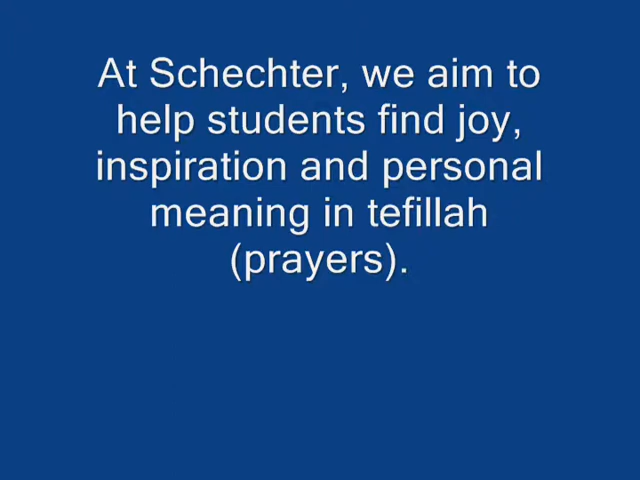 At Schechter, we aim to
help students find joy,
inspiration and personal
meaning in tefillah
(prayers).